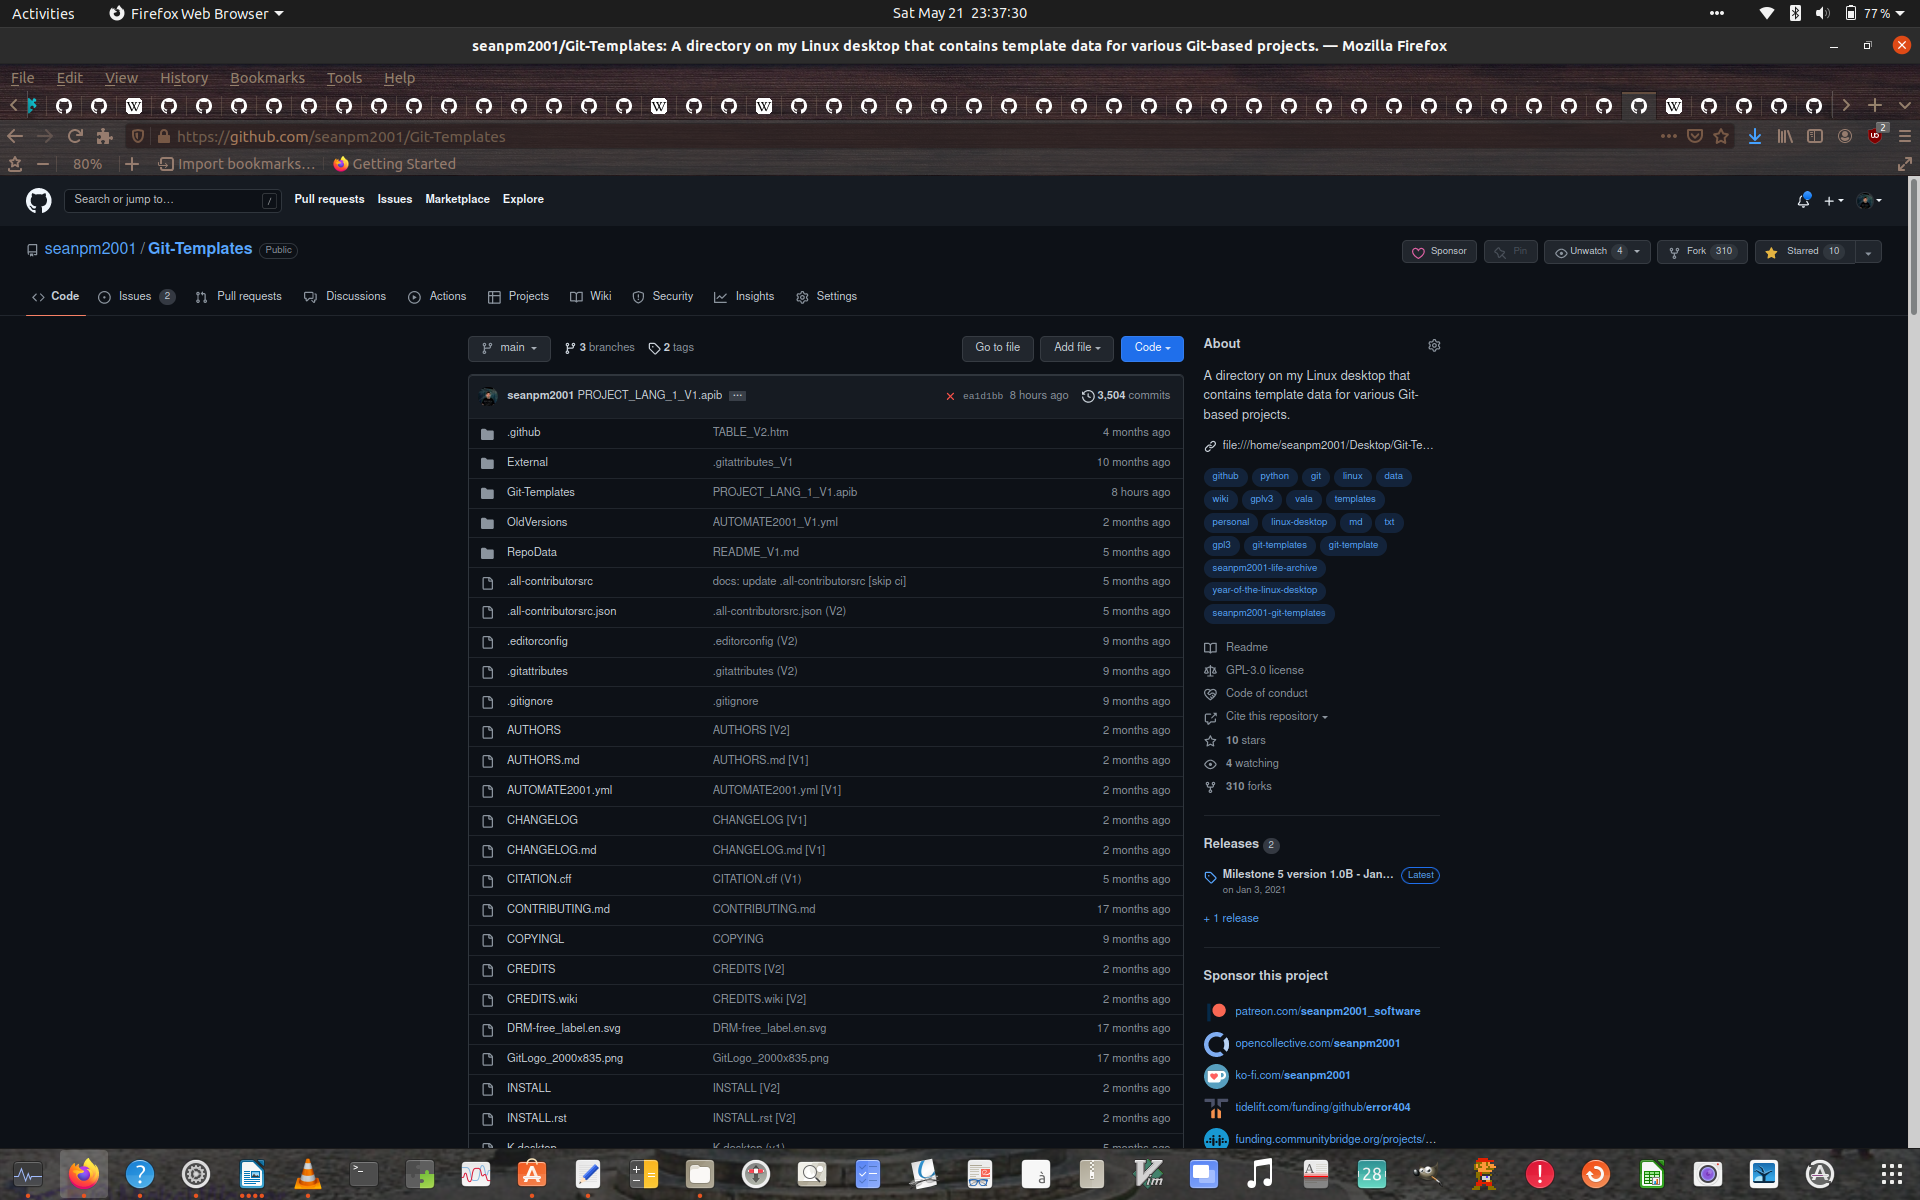 Activities
Firefox Web Browser
Sat May 21 23:37:30
77 %
seanpm2001/Git-Templates: A directory on my Linux desktop that contains template data for various Git-based projects. — Mozilla Firefox
File Edit View History Bookmarks Tools Help
https://github.com/seanpm2001/Git-Templates
2
80%
Import bookmarks...
Getting Started
Search or jump to...
/
Pull requests Issues Marketplace Explore
seanpm2001 / Git-Templates Public
Sponsor
Pin
Unwatch 4
Fork 310
Starred 10
Code
Issues 2
Pull requests
Discussions
Actions
Projects
Wiki
Security
Insights
Settings
main
3 branches
2 tags
Go to file
Add file
Code
seanpm2001 PROJECT_LANG_1_V1.apib ...
ea1d1bb 8 hours ago 3,504 commits
.github TABLE_V2.htm 4 months ago
External .gitattributes_V1 10 months ago
Git-Templates PROJECT_LANG_1_V1.apib 8 hours ago
OldVersions AUTOMATE2001_V1.yml 2 months ago
RepoData README_V1.md 5 months ago
.all-contributorsrc docs: update .all-contributorsrc [skip ci] 5 months ago
.all-contributorsrc.json .all-contributorsrc.json (V2) 5 months ago
.editorconfig .editorconfig (V2) 9 months ago
.gitattributes .gitattributes (V2) 9 months ago
.gitignore .gitignore 9 months ago
AUTHORS AUTHORS [V2] 2 months ago
AUTHORS.md AUTHORS.md [V1] 2 months ago
AUTOMATE2001.yml AUTOMATE2001.yml [V1] 2 months ago
CHANGELOG CHANGELOG [V1] 2 months ago
CHANGELOG.md CHANGELOG.md [V1] 2 months ago
CITATION.cff CITATION.cff (V1) 5 months ago
CONTRIBUTING.md CONTRIBUTING.md 17 months ago
COPYINGL COPYING 9 months ago
CREDITS CREDITS [V2] 2 months ago
CREDITS.wiki CREDITS.wiki [V2] 2 months ago
DRM-free_label.en.svg DRM-free_label.en.svg 17 months ago
GitLogo_2000x835.png GitLogo_2000x835.png 17 months ago
INSTALL INSTALL [V2] 2 months ago
INSTALL.rst INSTALL.rst [V2] 2 months ago
K.desktop K.desktop (v1) 5 months ago
About
A directory on my Linux desktop that
contains template data for various Git-
based projects.
file:///home/seanpm2001/Desktop/Git-Te...
github python git linux data
wiki gplv3 vala templates
personal linux-desktop md txt
gpl3 git-templates git-template
seanpm2001-life-archive
year-of-the-linux-desktop
seanpm2001-git-templates
Readme
GPL-3.0 license
Code of conduct
Cite this repository
10 stars
4 watching
310 forks
Releases 2
Milestone 5 version 1.0B - Jan... Latest
on Jan 3, 2021
+ 1 release
Sponsor this project
patreon.com/seanpm2001_software
opencollective.com/seanpm2001
ko-fi.com/seanpm2001
tidelift.com/funding/github/error404
funding.communitybridge.org/projects/...
28